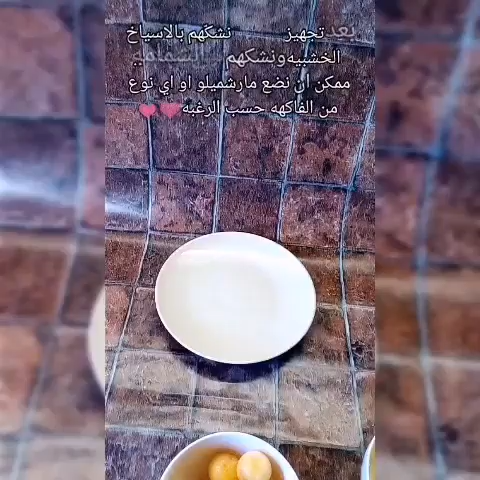 بعد تجهيز نشكهم بالاسياخ
الخشبيه ونشكهم
ممكن ان نضع مارشميلو او اي نوع
من الفاكهه حسب الرغبه